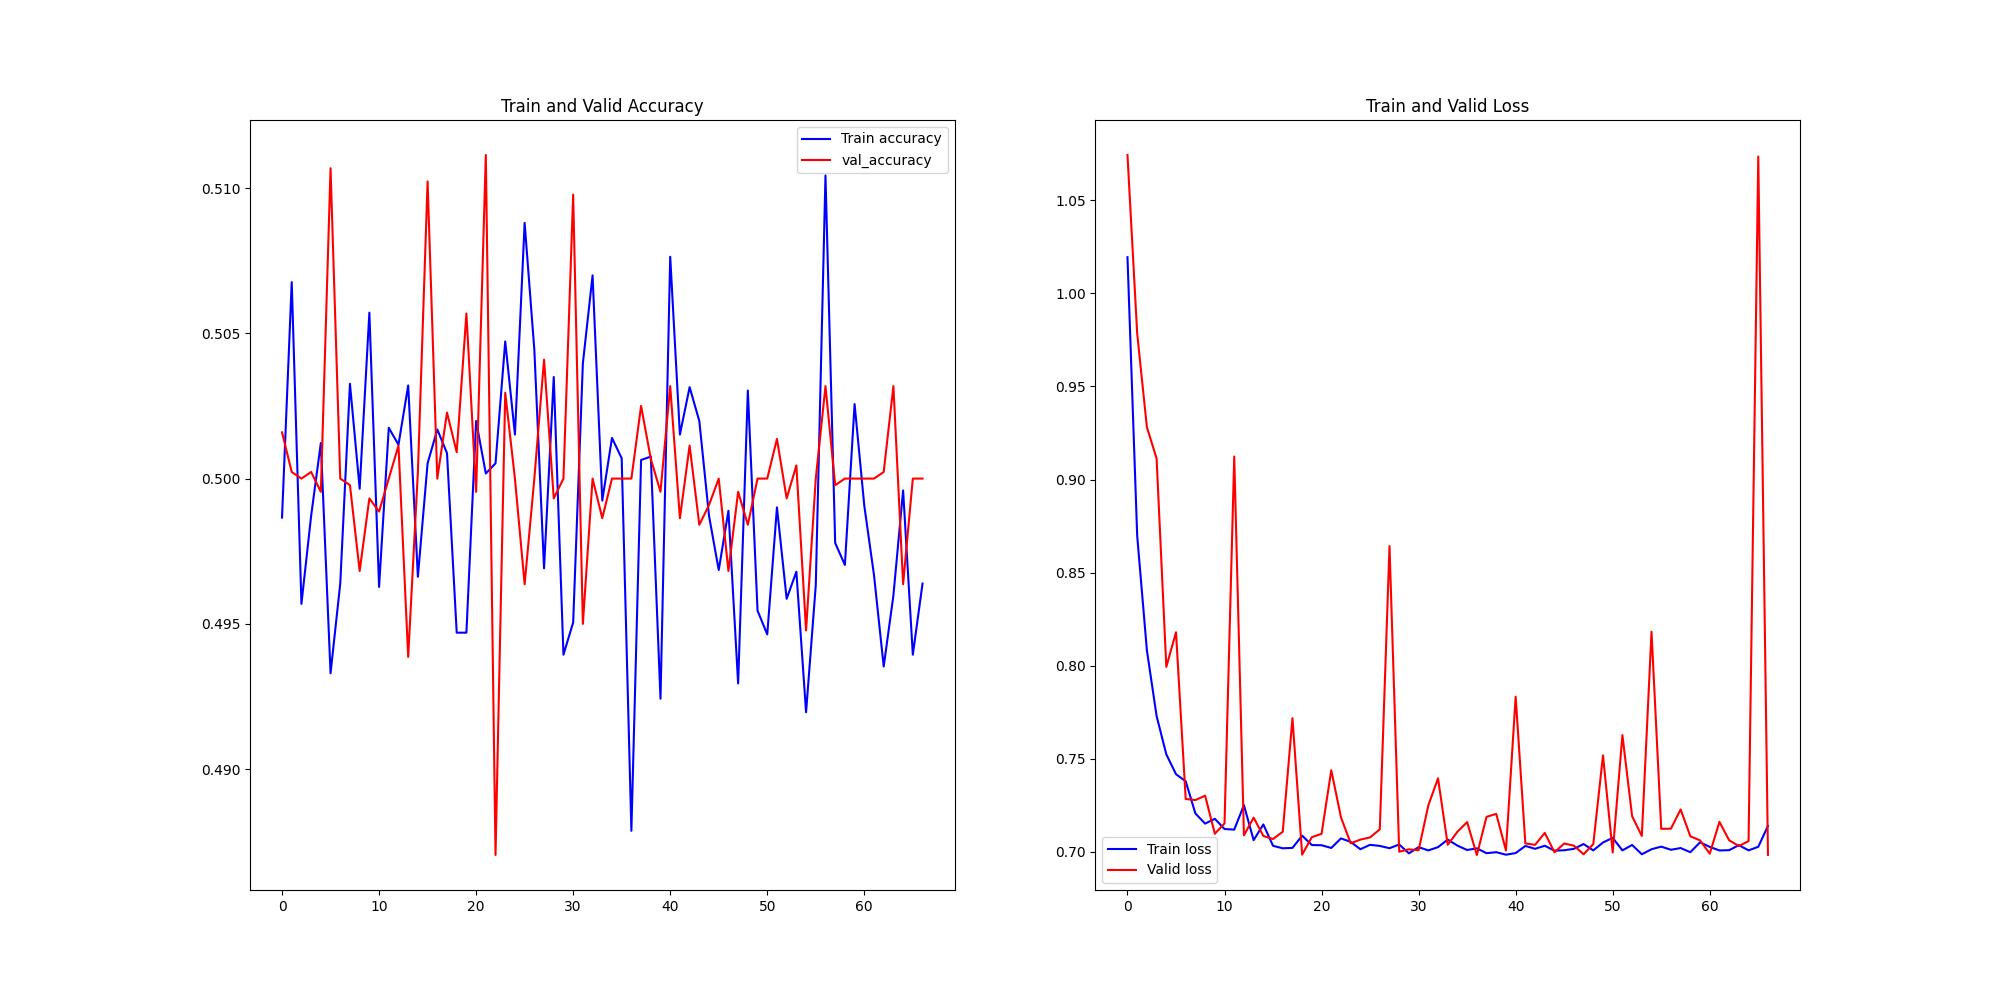 Train and Valid Accuracy
Train accuracy
val_accuracy
0.510
0.505
0.500
0.495
0.490
0 10 20 30 40 50 60
Train and Valid Loss
1.05
1.00
0.95
0.90
0.85
0.80
0.75
0.70
Train loss
Valid loss
0 10 20 30 40 50 60